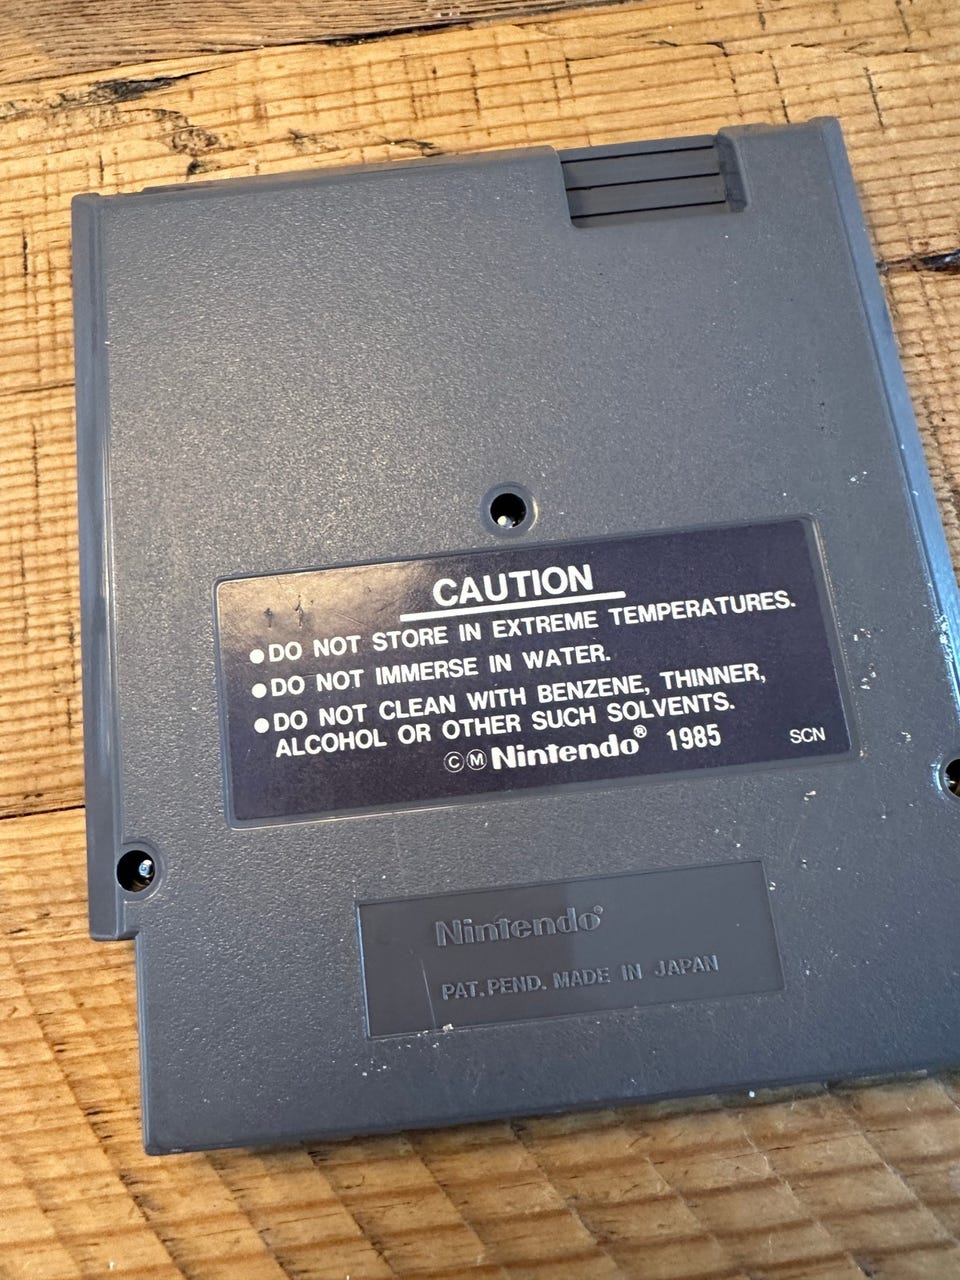 CAUTION
●DO NOT STORE IN EXTREME TEMPERATURES.
●DO NOT IMMERSE IN WATER.
●DO NOT CLEAN WITH BENZENE, THINNER,
ALCOHOL OR OTHER SUCH SOLVENTS.
ⒸⓂNintendo® 1985 SCN
Nintendo®
PAT.PEND. MADE IN JAPAN